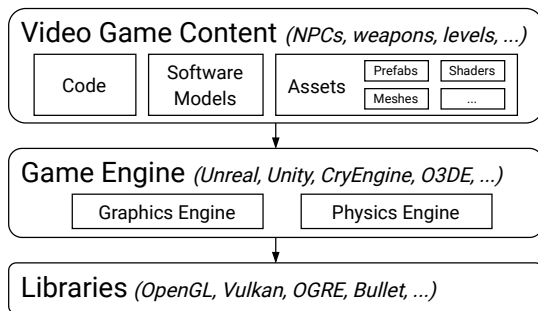 Video Game Content (NPCs, weapons, levels, ...)
Code
Software
Models
Assets
Prefabs
Shaders
Meshes
...
Game Engine (Unreal, Unity, CryEngine, O3DE, ...)
Graphics Engine
Physics Engine
Libraries (OpenGL, Vulkan, OGRE, Bullet, ...)